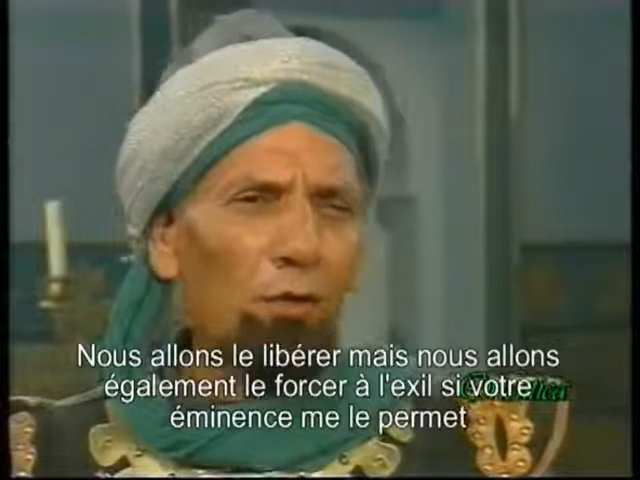 Nous allons le libérer mais nous allons
également le forcer à l'exil si votre
éminence me le permet